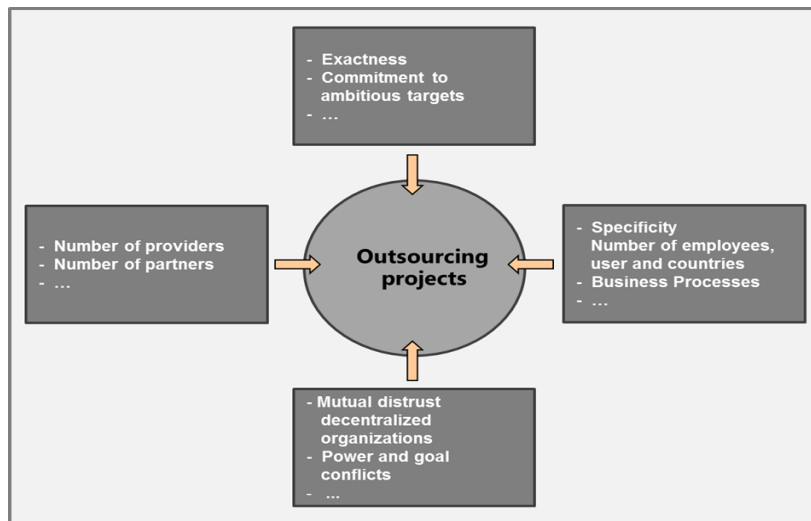 - Exactness
- Commitment to
ambitious targets
- ...
- Number of providers
- Number of partners
- ...
Outsourcing
projects
- Specificity
Number of employees,
user and countries
- Business Processes
- ...
- Mutual distrust
decentralized
organizations
- Power and goal
conflicts
- ...